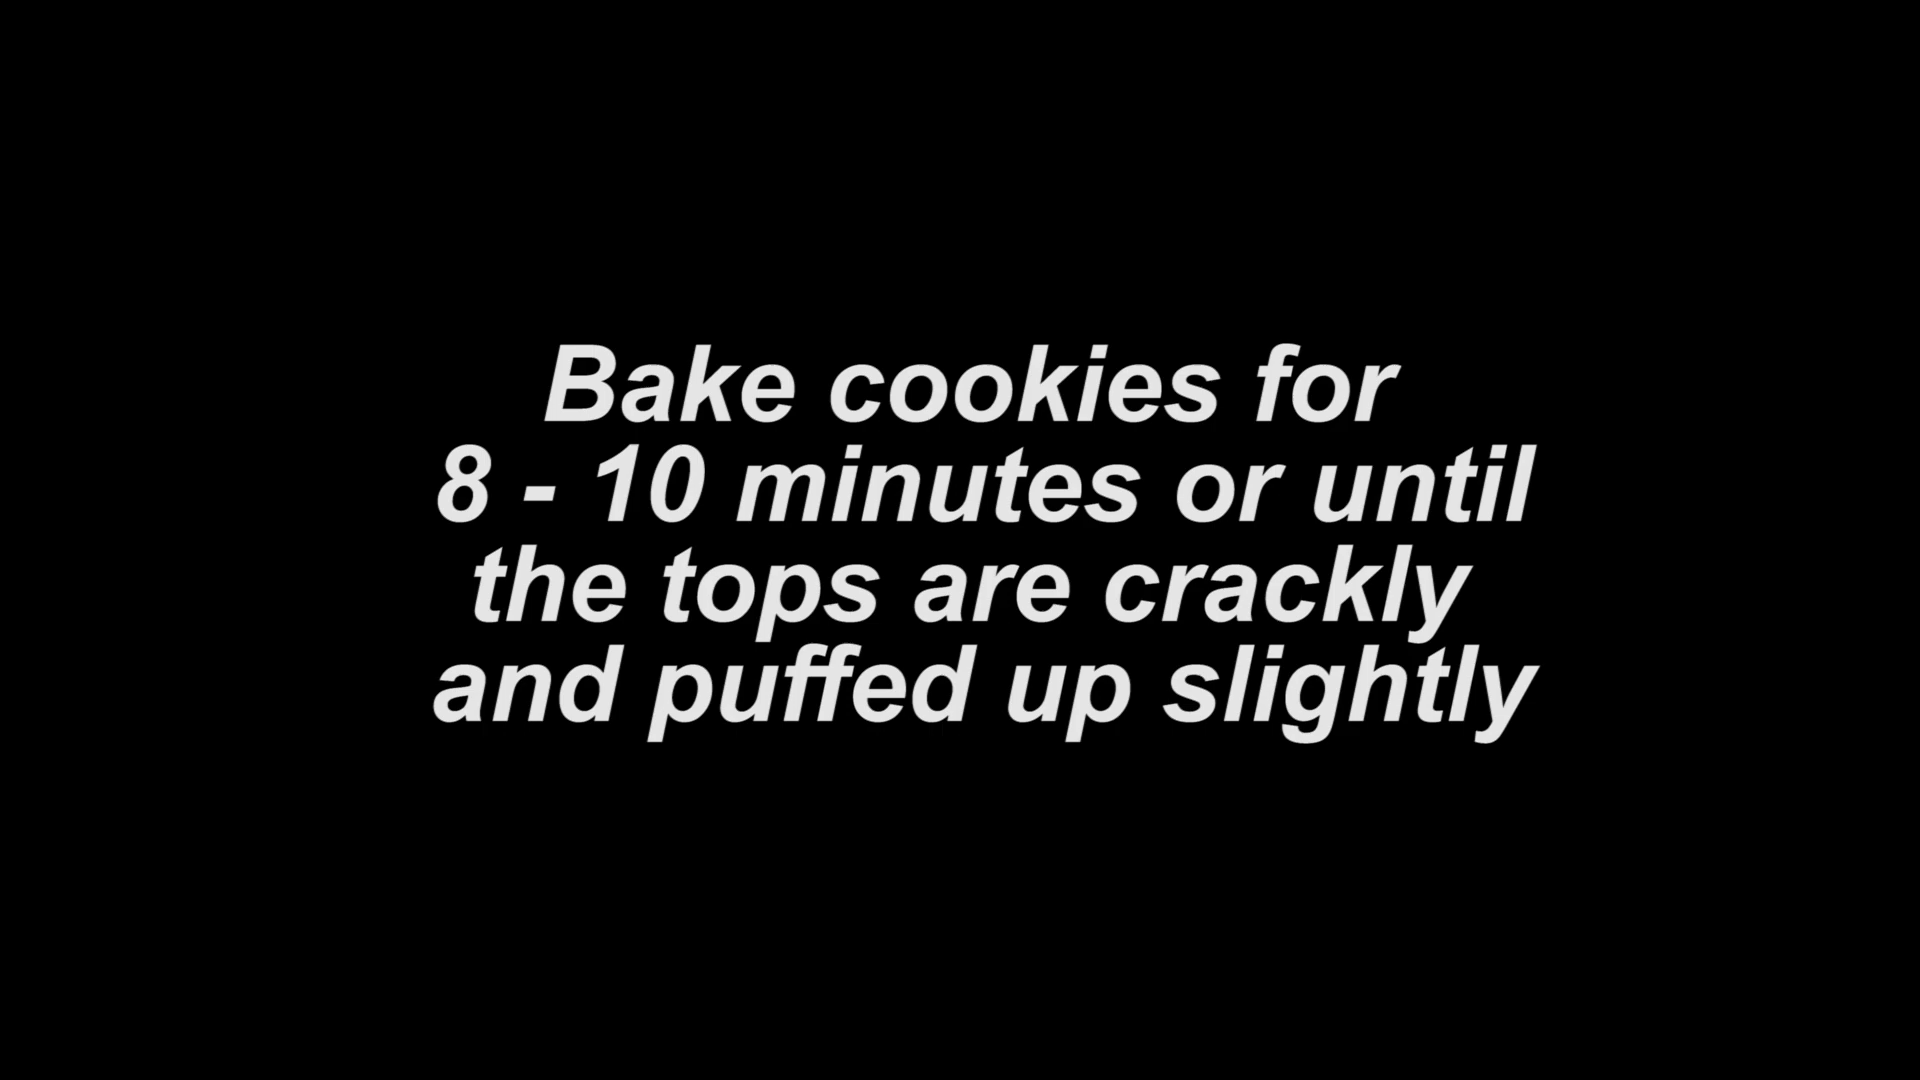 Bake cookies for
8 - 10 minutes or until
the tops are crackly
and puffed up slightly